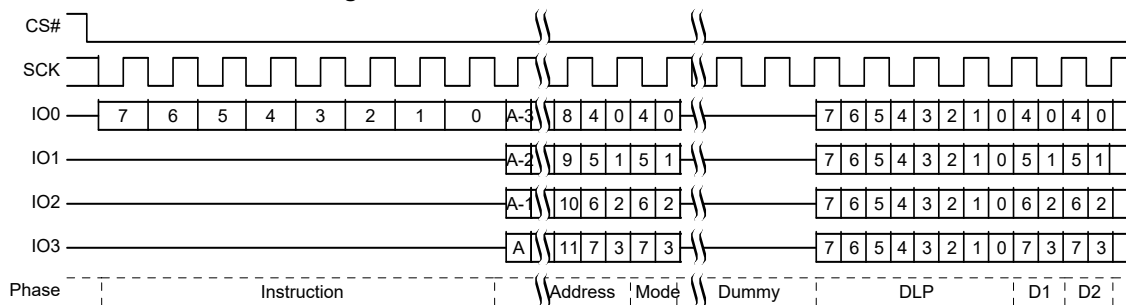 CS#
SCK
IO0 7 6 5 4 3 2 1 0 A-3 8 4 0 4 0 7 6 5 4 3 2 1 0 4 0 4 0
IO1 A-2 9 5 1 5 1 7 6 5 4 3 2 1 0 5 1 5 1
IO2 A-1 10 6 2 6 2 7 6 5 4 3 2 1 0 6 2 6 2
IO3 A 11 7 3 7 3 7 6 5 4 3 2 1 0 7 3 7 3
Phase Instruction Address Mode Dummy DLP D1 D2